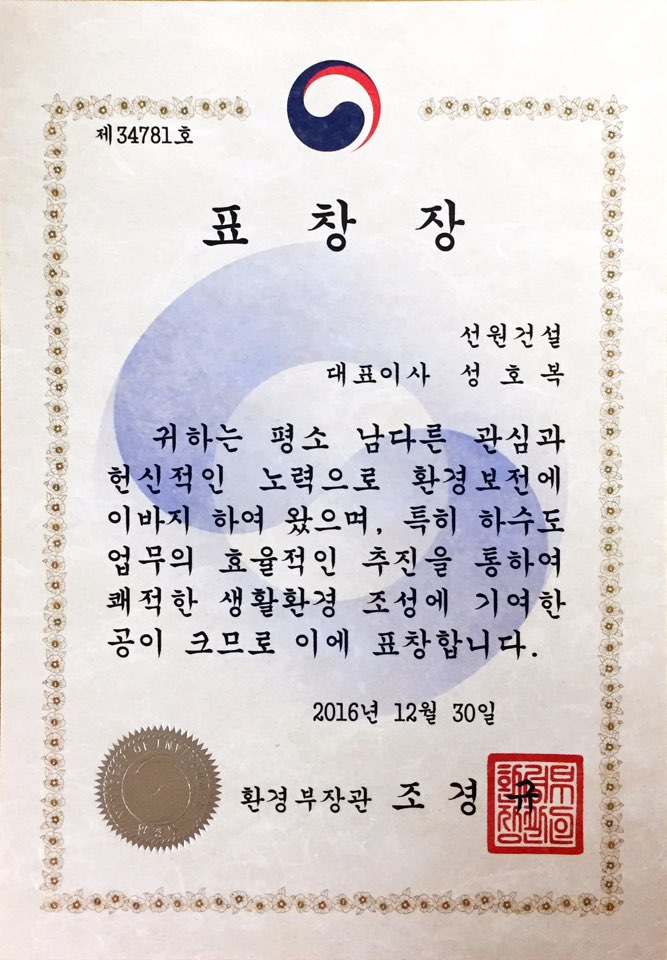 제34781호
표 창 장
선원건설
대표이사 성 호 복
귀하는 평소 남다른 관심과
헌신적인 노력으로 환경보전에
이바지 하여 왔으며, 특히 하수도
업무의 효율적인 추진을 통하여
쾌적한 생활환경 조성에 기여한
공이 크므로 이에 표창합니다.
2016년 12월 30일
환경부장관 조 경 규